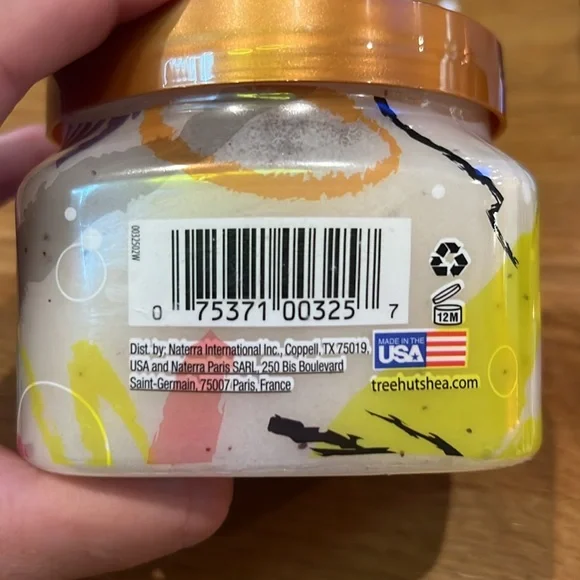 003250ZW
0 75371 00325 7
12M
Dist. by: Naterra International Inc., Coppell, TX 75019,
USA and Naterra Paris SARL, 250 Bis Boulevard
Saint-Germain, 75007 Paris, France
MADE IN THE
USA
treehutshea.com